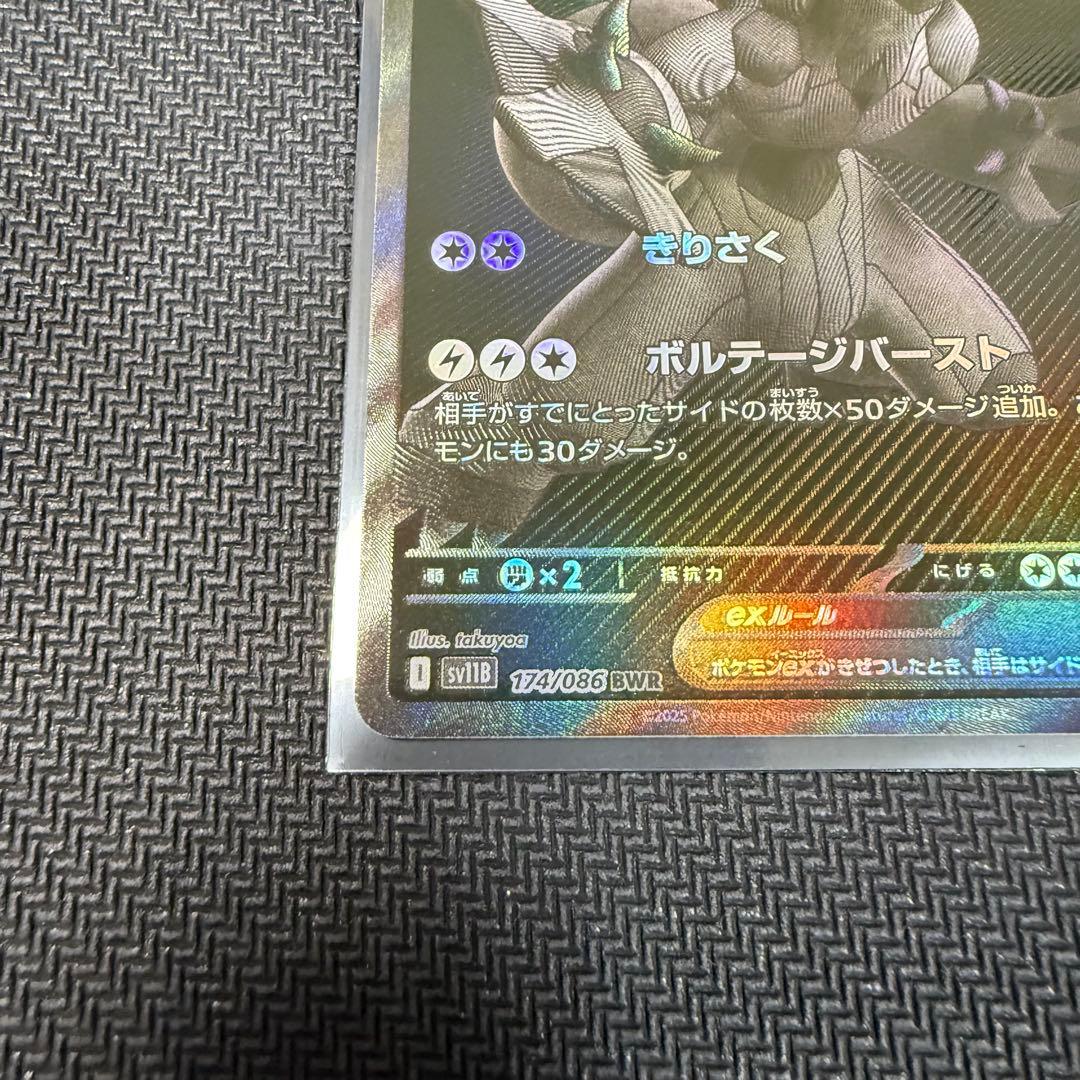 きりさく
ボルテージバースト
相手がすでにとったサイドの枚数×50ダメージ追加。
モンにも30ダメージ。
弱点 ×2 抵抗力 にげる
exルール
ポケモンexがきぜつしたとき、相手はサイド
Illus. takuyoa
I sv11B 174/086 BWR
©2025 Pokémon/Nintendo